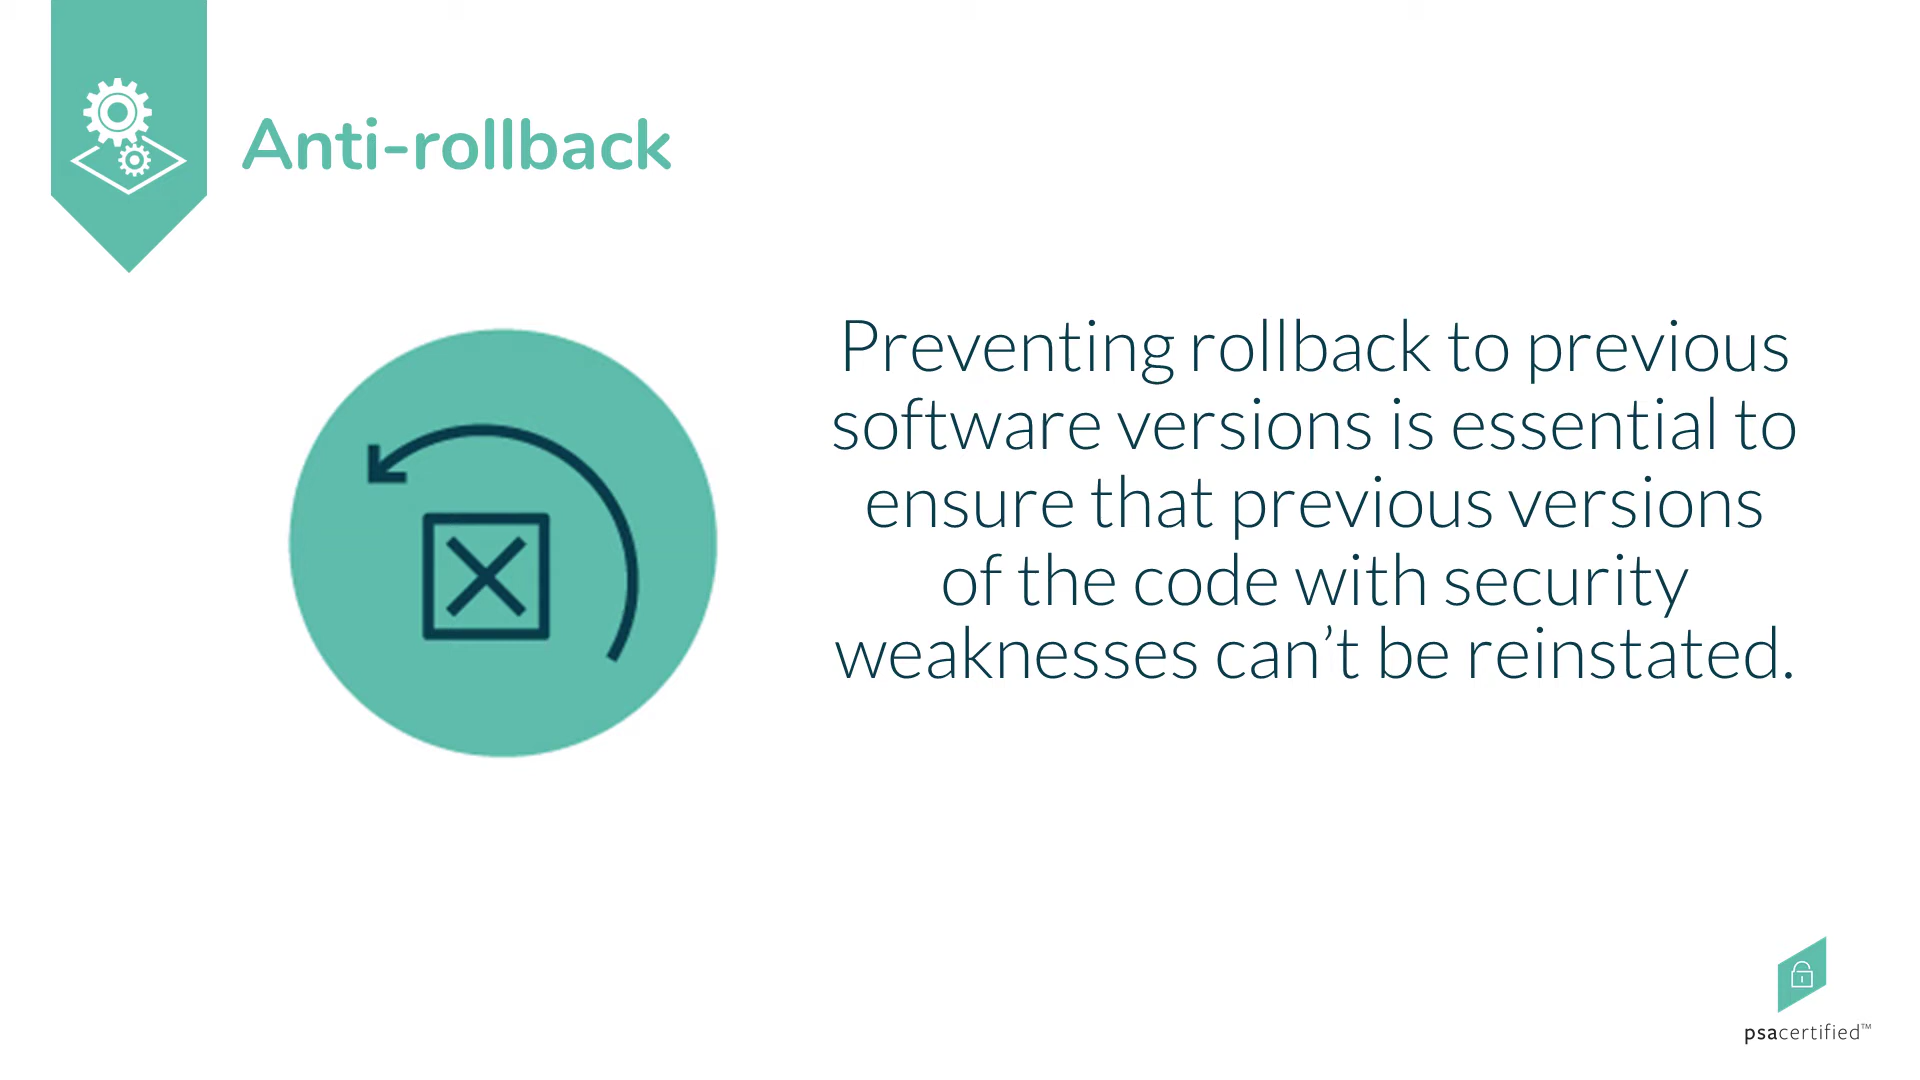 Anti-rollback
Preventing rollback to previous
software versions is essential to
ensure that previous versions
of the code with security
weaknesses can’t be reinstated.
psacertified™